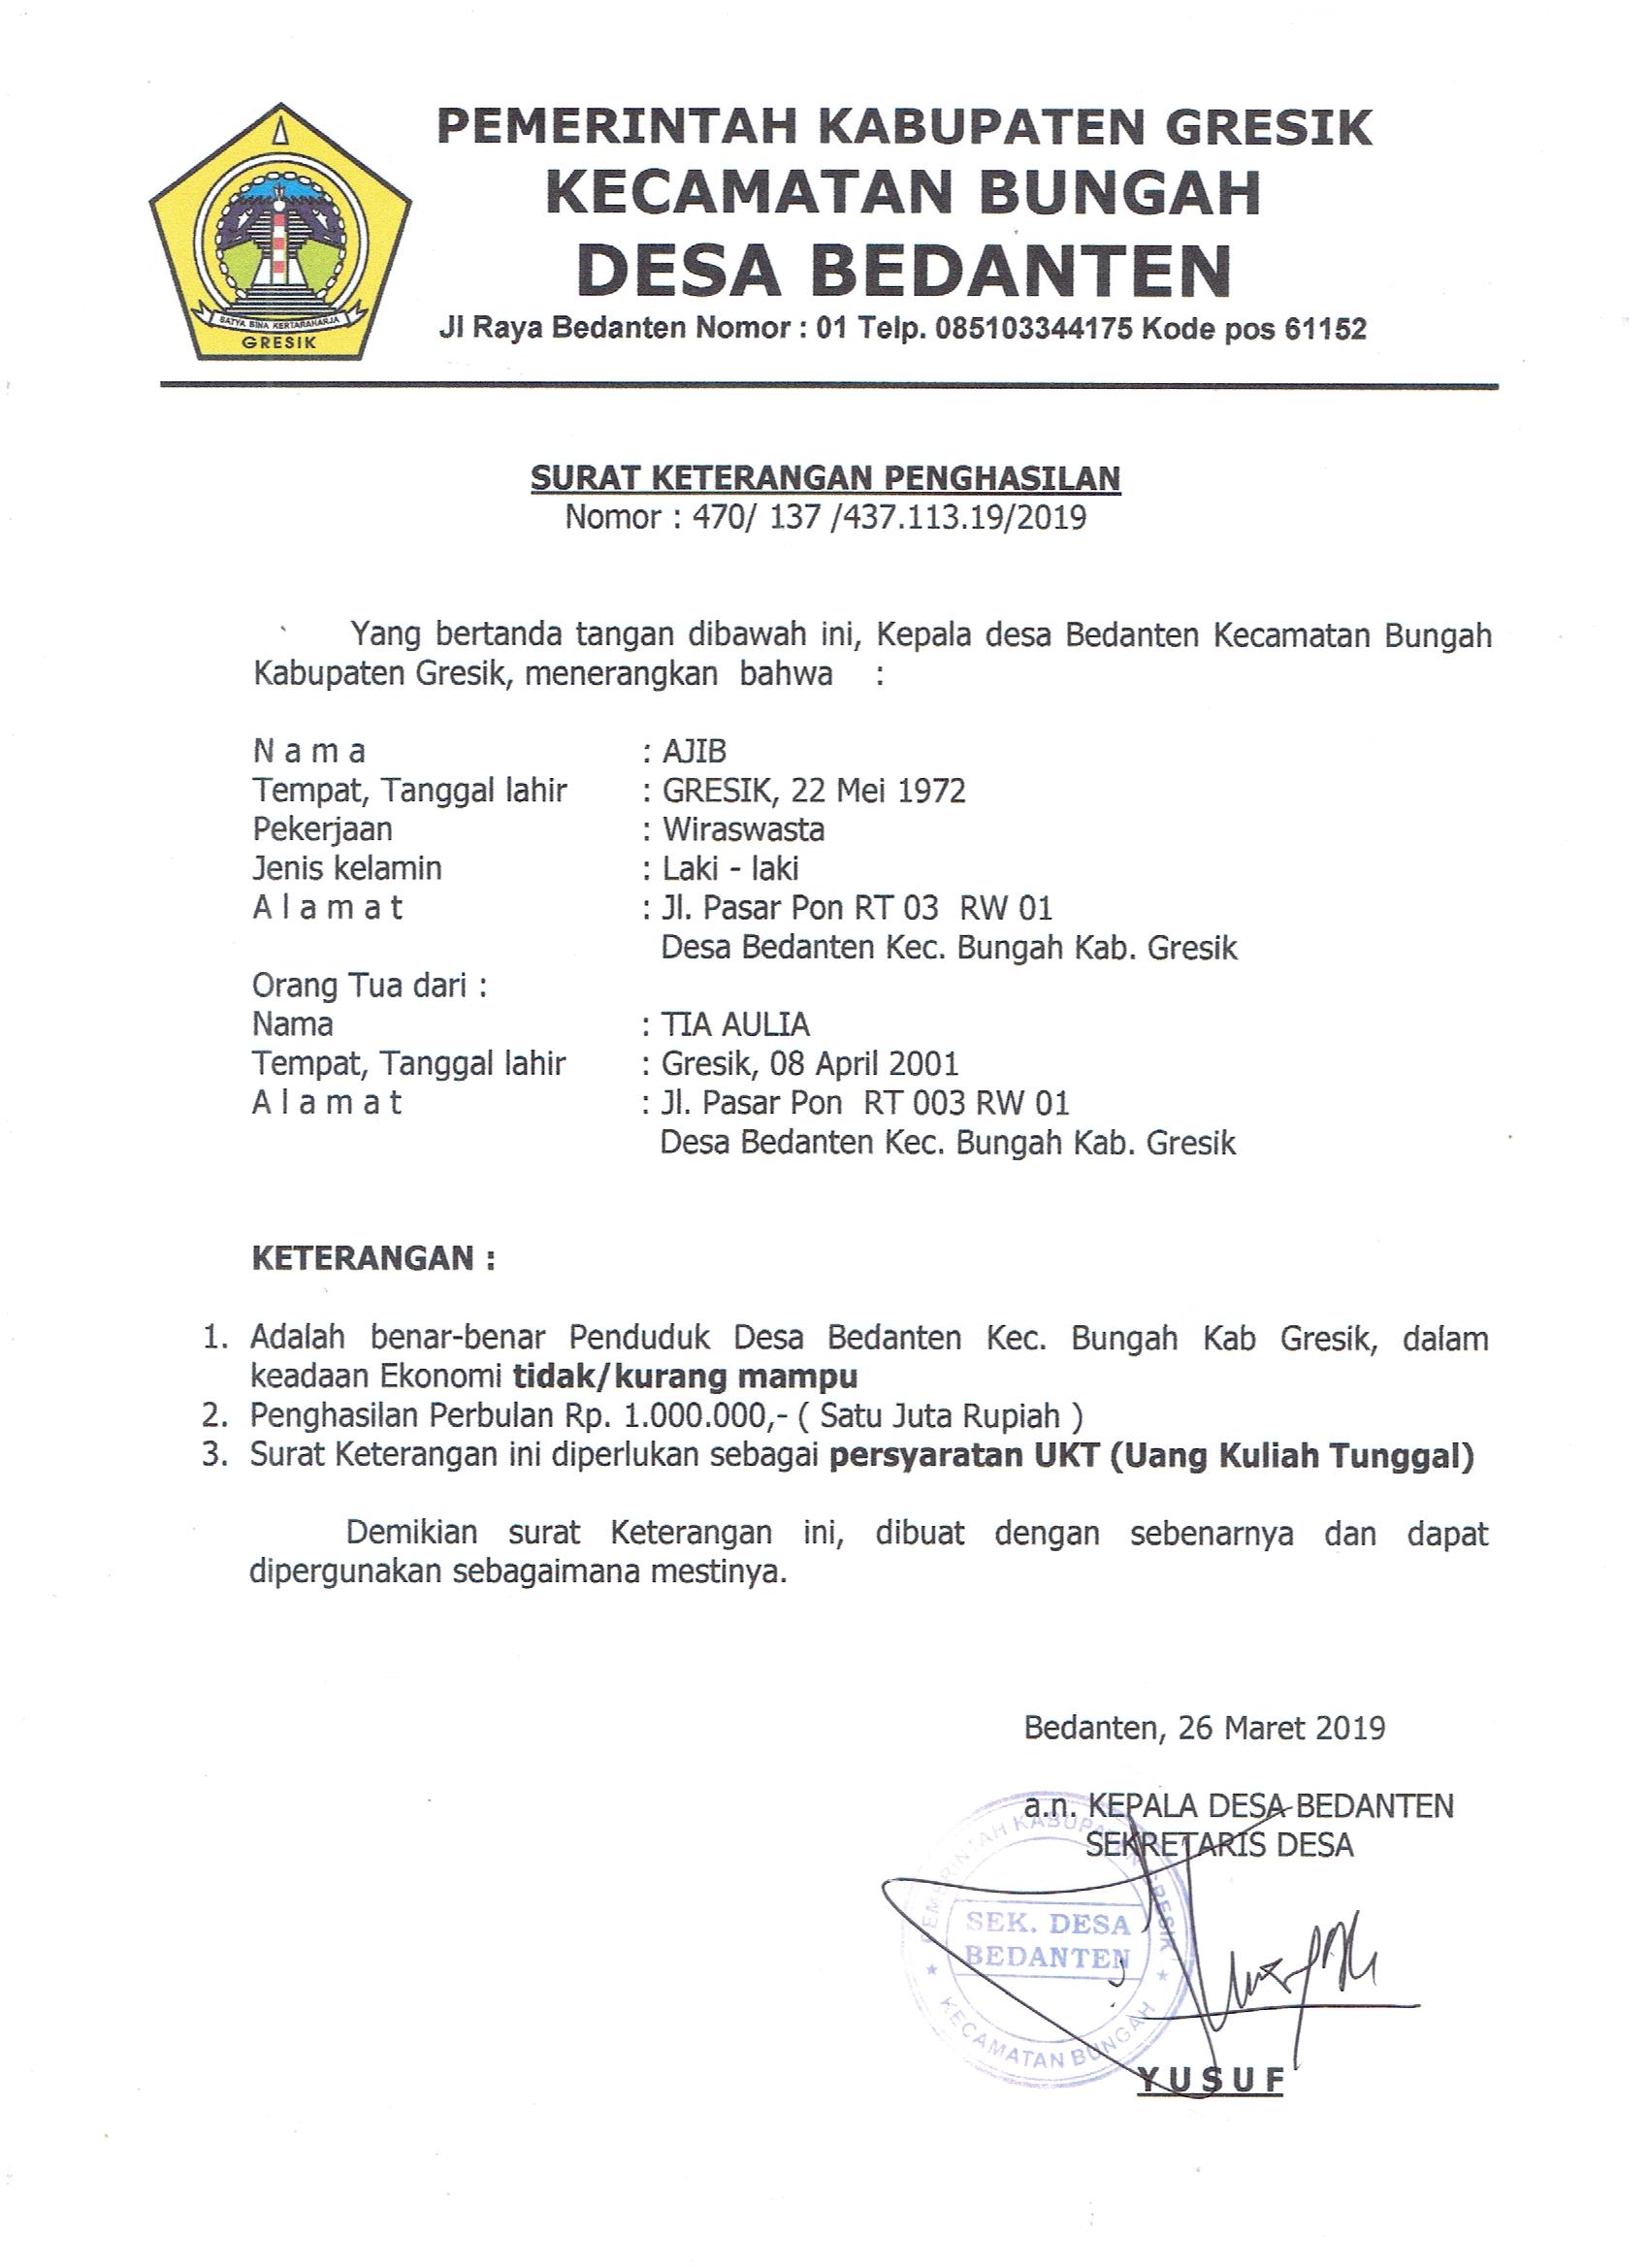 PEMERINTAH KABUPATEN GRESIK
KECAMATAN BUNGAH
DESA BEDANTEN
Jl Raya Bedanten Nomor : 01 Telp. 085103344175 Kode pos 61152
SATYA BINA KERTARAHARJA
GRESIK
SURAT KETERANGAN PENGHASILAN
Nomor : 470/ 137 /437.113.19/2019
Yang bertanda tangan dibawah ini, Kepala desa Bedanten Kecamatan Bungah
Kabupaten Gresik, menerangkan bahwa :
N a m a : AJIB
Tempat, Tanggal lahir : GRESIK, 22 Mei 1972
Pekerjaan : Wiraswasta
Jenis kelamin : Laki - laki
A l a m a t : Jl. Pasar Pon RT 03 RW 01
Desa Bedanten Kec. Bungah Kab. Gresik
Orang Tua dari :
Nama : TIA AULIA
Tempat, Tanggal lahir : Gresik, 08 April 2001
A l a m a t : Jl. Pasar Pon RT 003 RW 01
Desa Bedanten Kec. Bungah Kab. Gresik
KETERANGAN :
1. Adalah benar-benar Penduduk Desa Bedanten Kec. Bungah Kab Gresik, dalam
keadaan Ekonomi tidak/kurang mampu
2. Penghasilan Perbulan Rp. 1.000.000,- ( Satu Juta Rupiah )
3. Surat Keterangan ini diperlukan sebagai persyaratan UKT (Uang Kuliah Tunggal)
Demikian surat Keterangan ini, dibuat dengan sebenarnya dan dapat
dipergunakan sebagaimana mestinya.
Bedanten, 26 Maret 2019
a.n. KEPALA DESA BEDANTEN
SEKRETARIS DESA
PEMERINTAH KABUPATEN GRESIK
SEK. DESA
BEDANTEN
KECAMATAN BUNGAH
Y U S U F